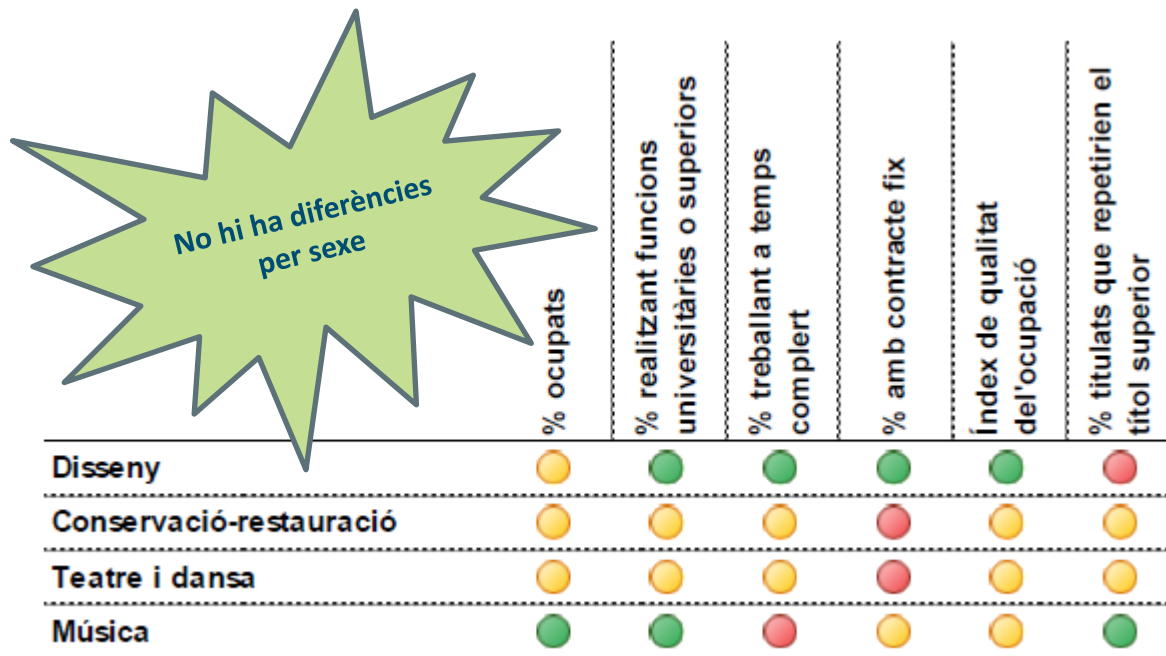 No hi ha diferències
per sexe
% ocupats
% realitzant funcions
universitàries o superiors
% treballant a temps
complert
% amb contracte fix
Índex de qualitat
del'ocupació
% titulats que repetirien el
títol superior
Disseny
Conservació-restauració
Teatre i dansa
Música